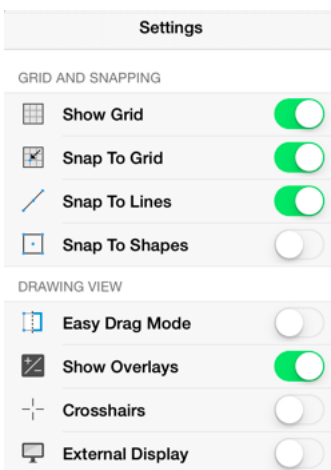 Settings
GRID AND SNAPPING
Show Grid
Snap To Grid
Snap To Lines
Snap To Shapes
DRAWING VIEW
Easy Drag Mode
Show Overlays
Crosshairs
External Display